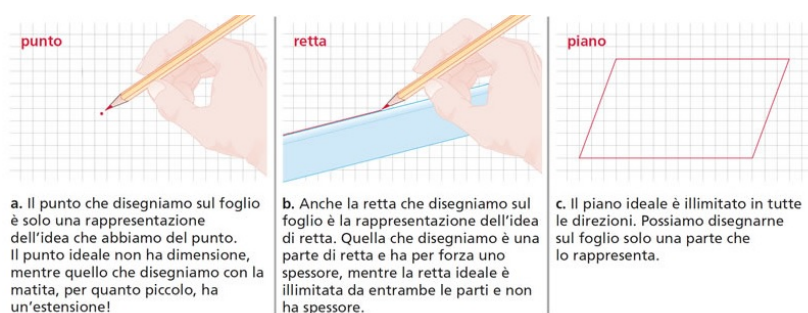 punto
a. Il punto che disegniamo sul foglio
è solo una rappresentazione
dell'idea che abbiamo del punto.
Il punto ideale non ha dimensione,
mentre quello che disegniamo con la
matita, per quanto piccolo, ha
un'estensione!
retta
b. Anche la retta che disegniamo sul
foglio è la rappresentazione dell'idea
di retta. Quella che disegniamo è una
parte di retta e ha per forza uno
spessore, mentre la retta ideale è
illimitata da entrambe le parti e non
ha spessore.
piano
c. Il piano ideale è illimitato in tutte
le direzioni. Possiamo disegnarne
sul foglio solo una parte che
lo rappresenta.